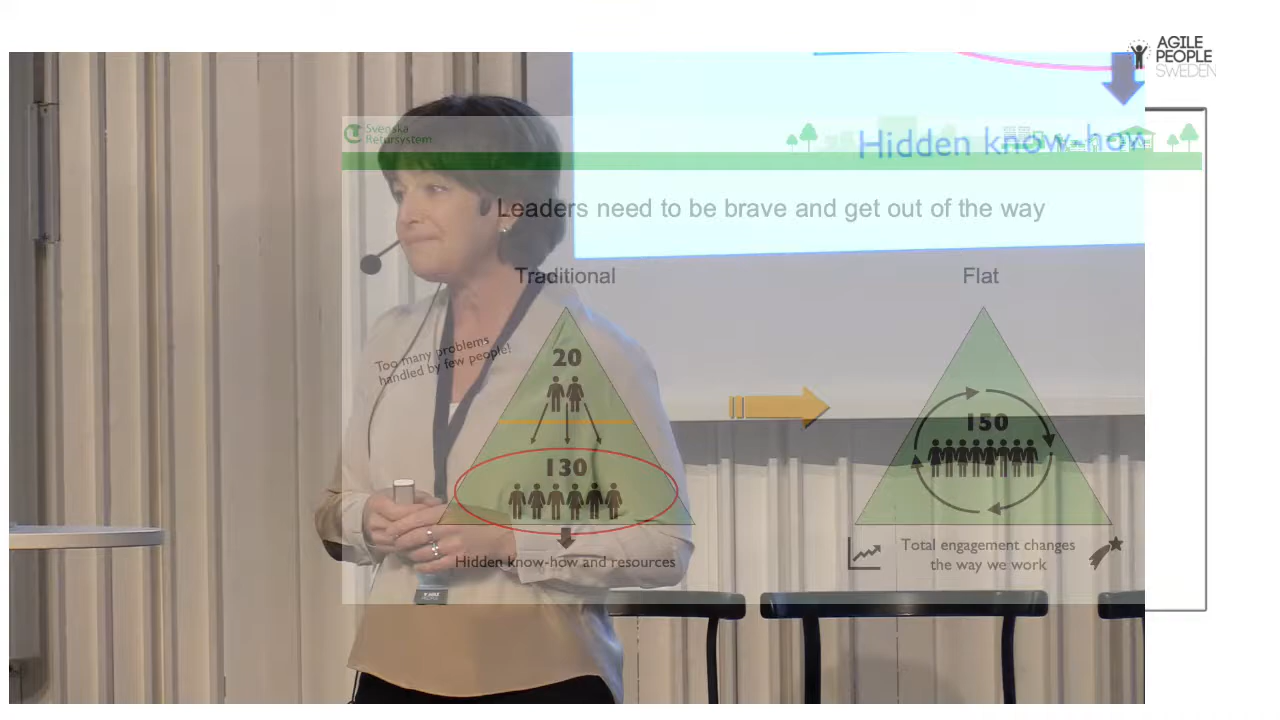 AGILE
PEOPLE
SWEDEN
Svenska
Retursystem
Hidden know-how
Leaders need to be brave and get out of the way
Traditional
Flat
Too many problems
handled by few people!
20
150
130
Hidden know-how and resources
Total engagement changes
the way we work